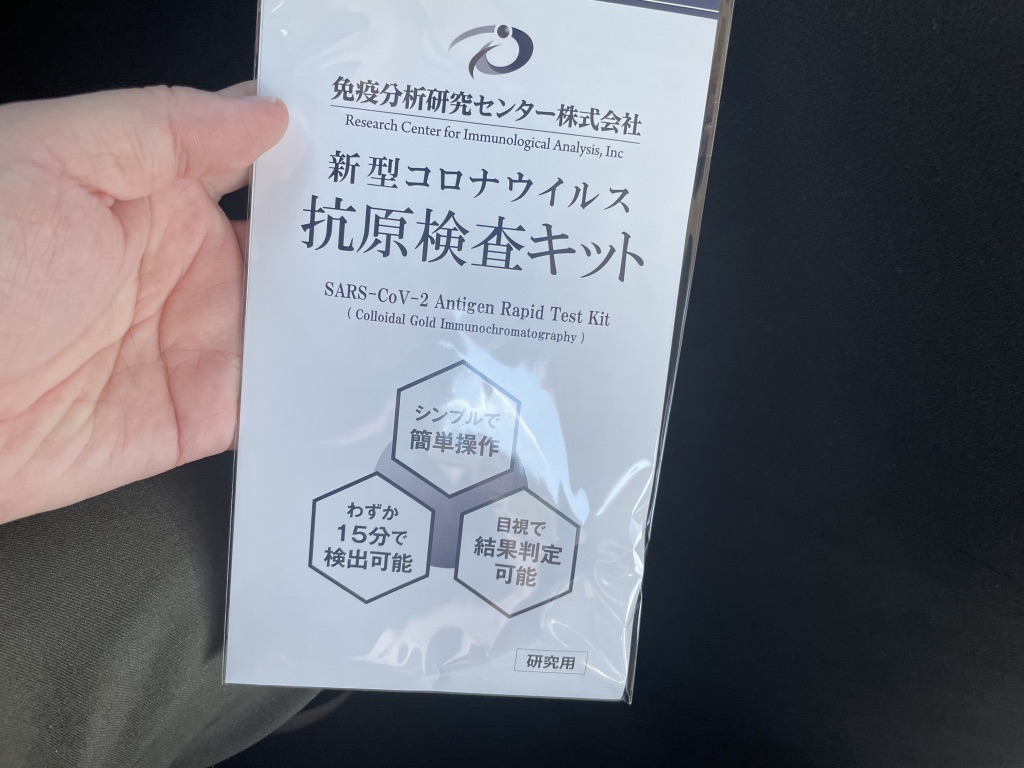 免疫分析研究センター株式会社
Research Center for Immunological Analysis, Inc
新型コロナウイルス
抗原検査キット
SARS-CoV-2 Antigen Rapid Test Kit
( Colloidal Gold Immunochromatography )
シンプルで
簡単操作
わずか
15分で
検出可能
目視で
結果判定
可能
研究用